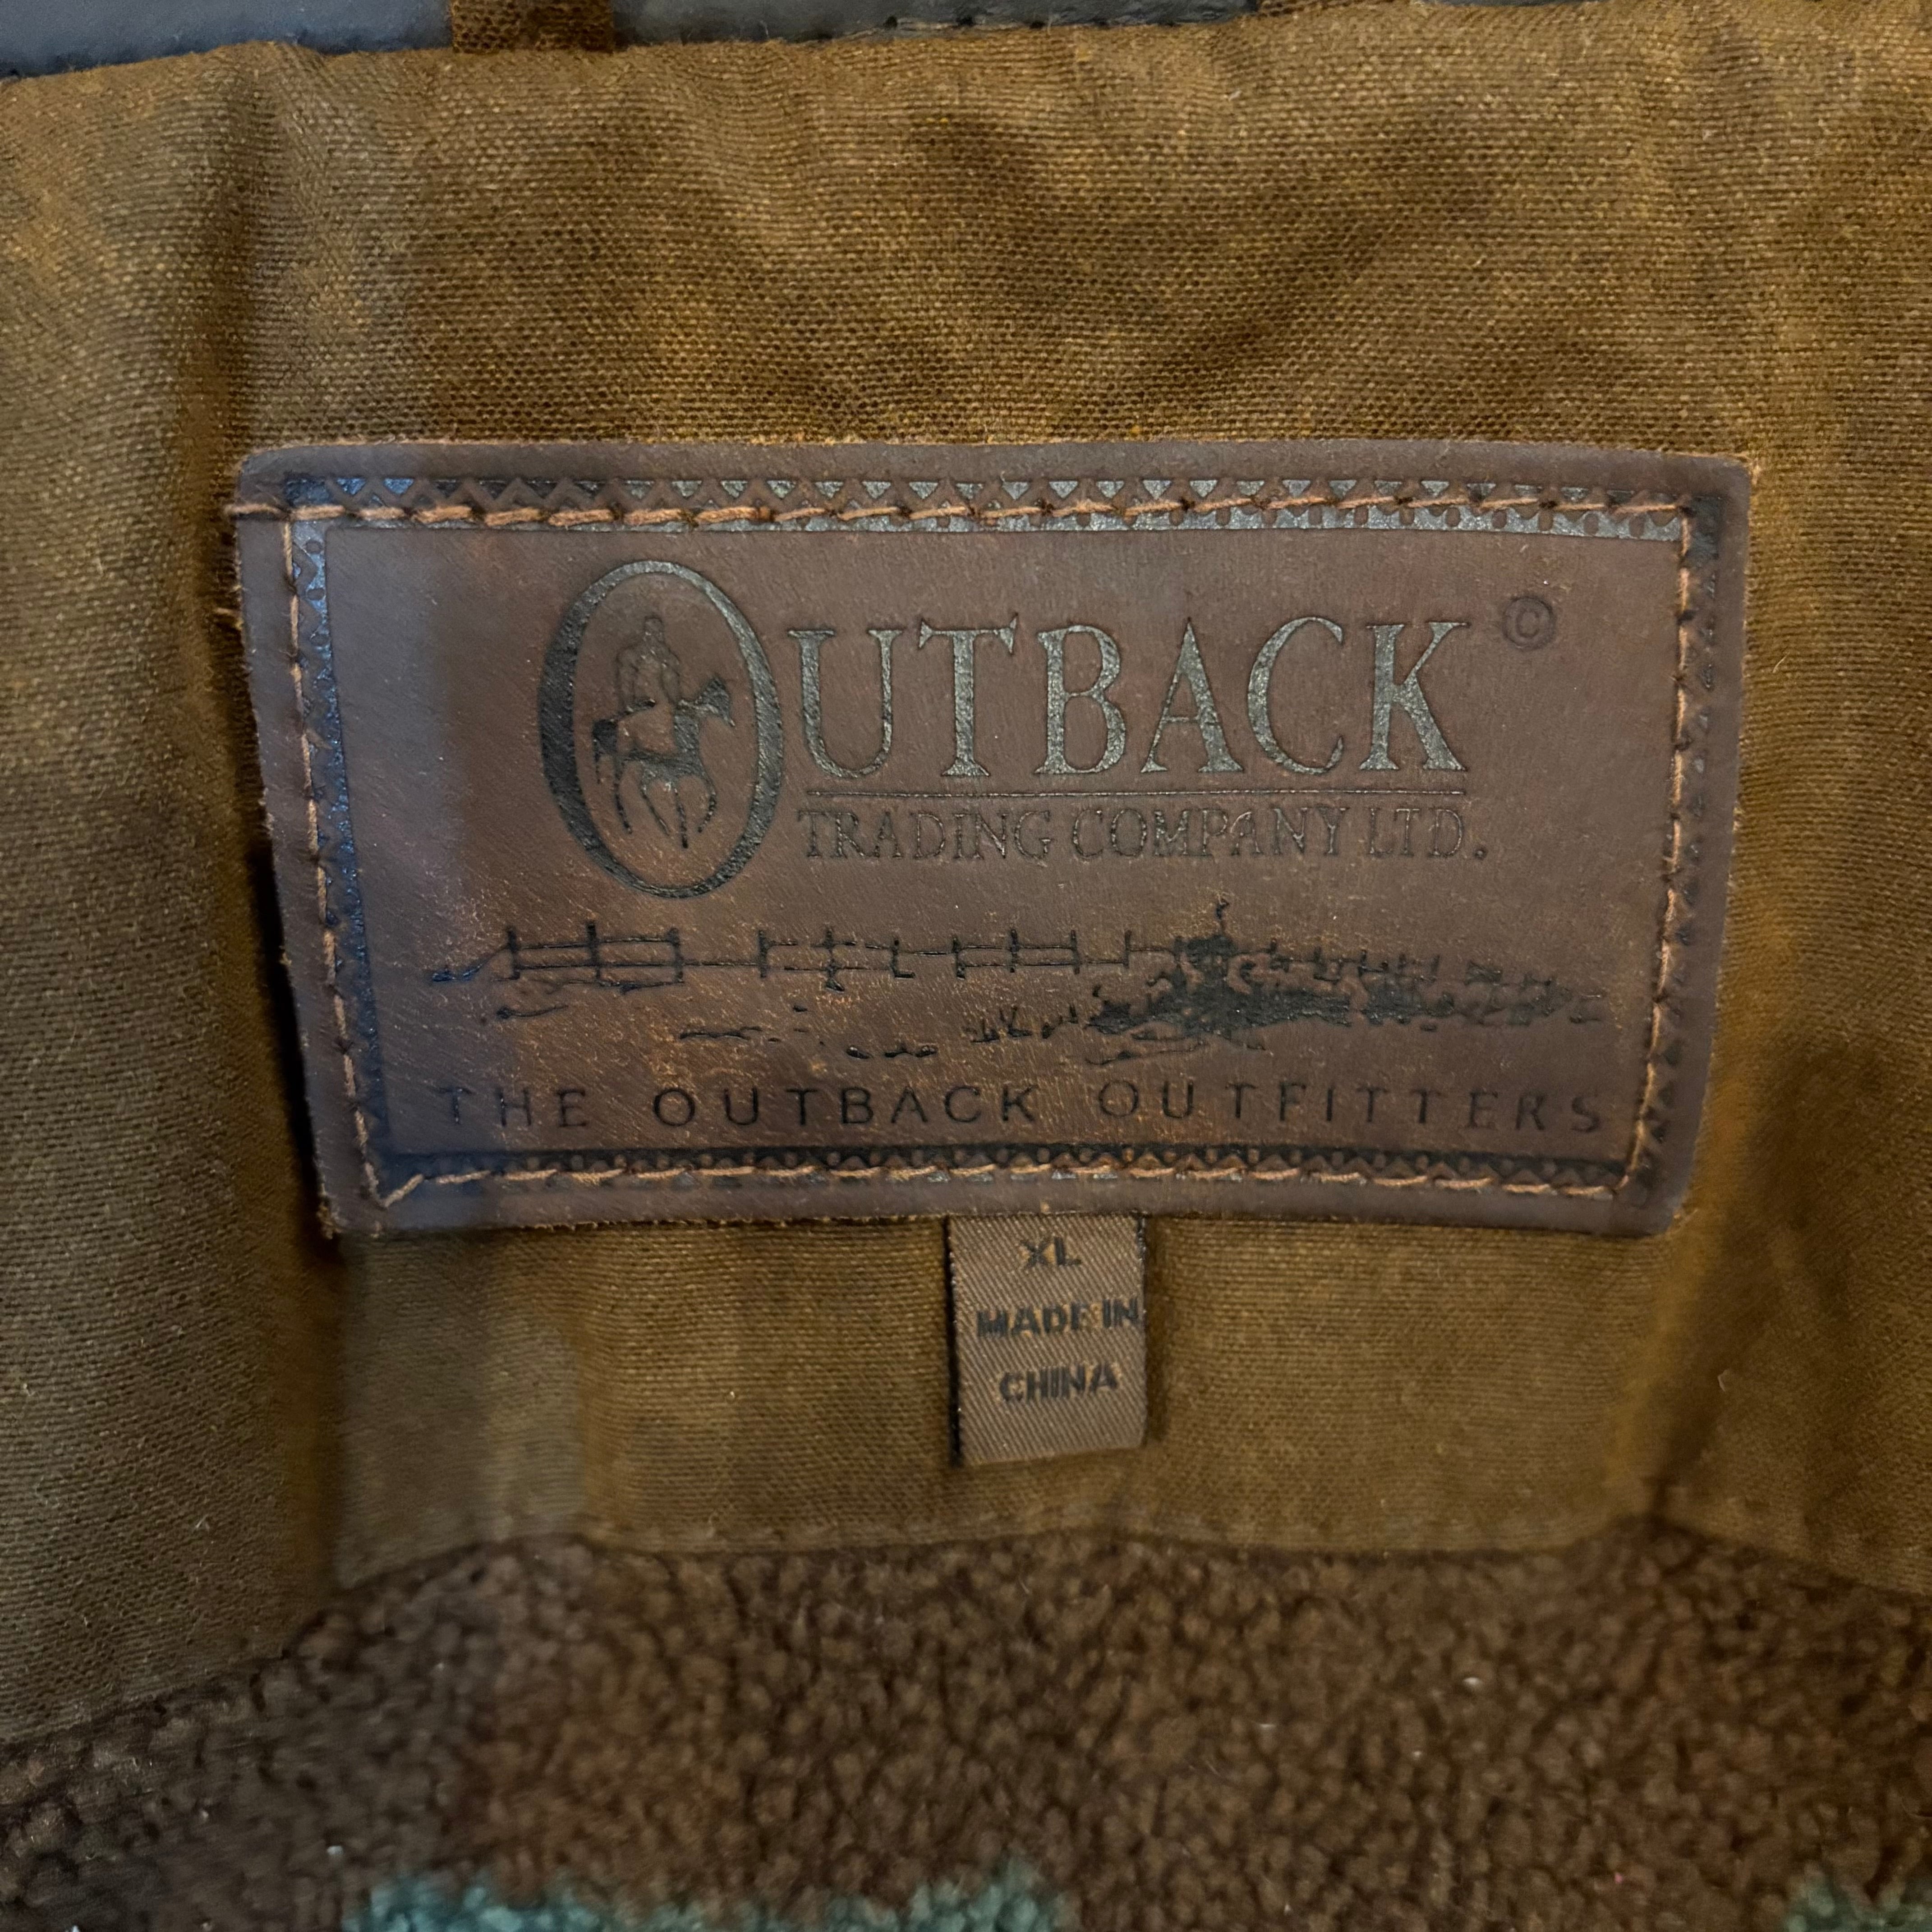 OUTBACK ©
TRADING COMPANY LTD.
THE OUTBACK OUTFITTERS
XL
MADE IN
CHINA